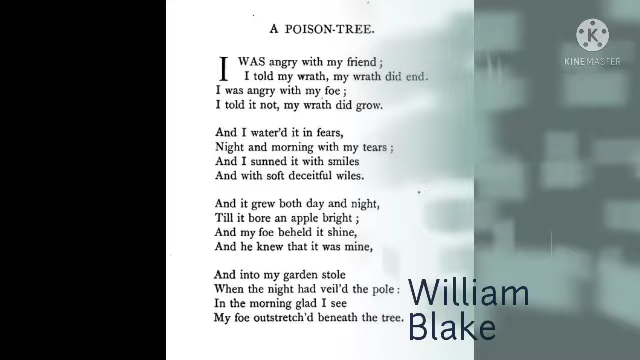 A POISON-TREE.
I WAS angry with my friend;
I told my wrath, my wrath did end.
I was angry with my foe;
I told it not, my wrath did grow.
And I water'd it in fears,
Night and morning with my tears;
And I sunned it with smiles
And with soft deceitful wiles.
And it grew both day and night,
Till it bore an apple bright;
And my foe beheld it shine,
And he knew that it was mine,
And into my garden stole
When the night had veil'd the pole:
In the morning glad I see
My foe outstretch'd beneath the tree.
William
Blake
KINEMASTER